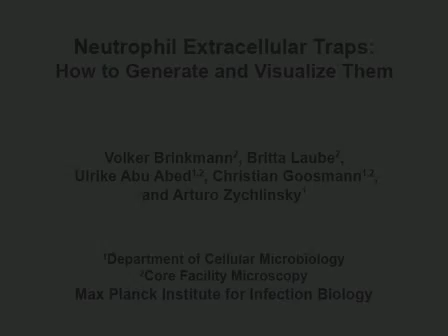 Neutrophil Extracellular Traps:
How to Generate and Visualize Them
Volker Brinkmann², Britta Laube²,
Ulrike Abu Abed¹,², Christian Goosmann¹,²,
and Arturo Zychlinsky¹
¹Department of Cellular Microbiology
²Core Facility Microscopy
Max Planck Institute for Infection Biology